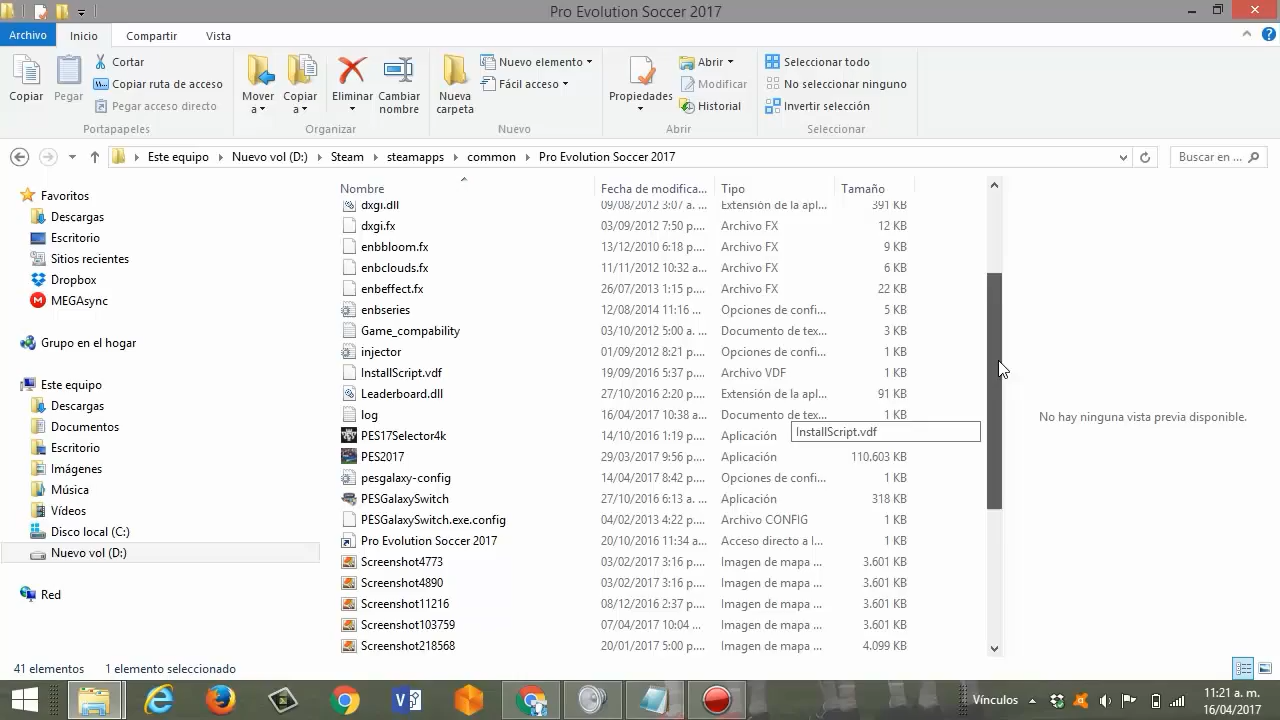 Pro Evolution Soccer 2017
Archivo Inicio Compartir Vista
Copiar
Pegar
Cortar
Copiar ruta de acceso
Pegar acceso directo
Portapapeles
Mover a
Copiar a
Eliminar
Cambiar nombre
Organizar
Nueva carpeta
Nuevo elemento
Fácil acceso
Nuevo
Propiedades
Abrir
Modificar
Historial
Abrir
Seleccionar todo
No seleccionar ninguno
Invertir selección
Seleccionar
Este equipo Nuevo vol (D:) Steam steamapps common Pro Evolution Soccer 2017
Buscar en ...
Favoritos
Descargas
Escritorio
Sitios recientes
Dropbox
MEGAsync
Grupo en el hogar
Este equipo
Descargas
Documentos
Escritorio
Imágenes
Música
Vídeos
Disco local (C:)
Nuevo vol (D:)
Red
Nombre Fecha de modifica... Tipo Tamaño
dxgi.dll 09/08/2012 3:07 a. ... Extensión de la apl... 391 KB
dxgi.fx 03/09/2012 7:50 p.... Archivo FX 12 KB
enbbloom.fx 13/12/2010 6:18 p.... Archivo FX 9 KB
enbclouds.fx 11/11/2012 10:32 a... Archivo FX 6 KB
enbeffect.fx 26/07/2013 1:15 p.... Archivo FX 22 KB
enbseries 12/08/2014 11:16 ... Opciones de confi... 5 KB
Game_compability 03/10/2012 5:00 a. ... Documento de tex... 3 KB
injector 01/09/2012 8:21 p.... Opciones de confi... 1 KB
InstallScript.vdf 19/09/2016 5:37 p.... Archivo VDF 1 KB
Leaderboard.dll 27/10/2016 2:20 p.... Extensión de la apl... 91 KB
log 16/04/2017 10:38 a... Documento de tex... 1 KB
PES17Selector4k 14/10/2016 1:19 p.... Aplicación
InstallScript.vdf
PES2017 29/03/2017 9:56 p.... Aplicación 110.603 KB
pesgalaxy-config 14/04/2017 8:42 p.... Opciones de confi... 1 KB
PESGalaxySwitch 27/10/2016 6:13 a. ... Aplicación 318 KB
PESGalaxySwitch.exe.config 04/02/2013 4:22 p.... Archivo CONFIG 1 KB
Pro Evolution Soccer 2017 20/10/2016 11:34 a... Acceso directo a I... 1 KB
Screenshot4773 03/02/2017 3:16 p.... Imagen de mapa ... 3.601 KB
Screenshot4890 03/02/2017 3:16 p.... Imagen de mapa ... 3.601 KB
Screenshot11216 08/12/2016 2:37 p.... Imagen de mapa ... 3.601 KB
Screenshot103759 07/04/2017 10:04 ... Imagen de mapa ... 3.601 KB
Screenshot218568 20/01/2017 5:00 p.... Imagen de mapa ... 4.099 KB
No hay ninguna vista previa disponible.
41 elementos 1 elemento seleccionado
Vínculos
11:21 a. m.
16/04/2017